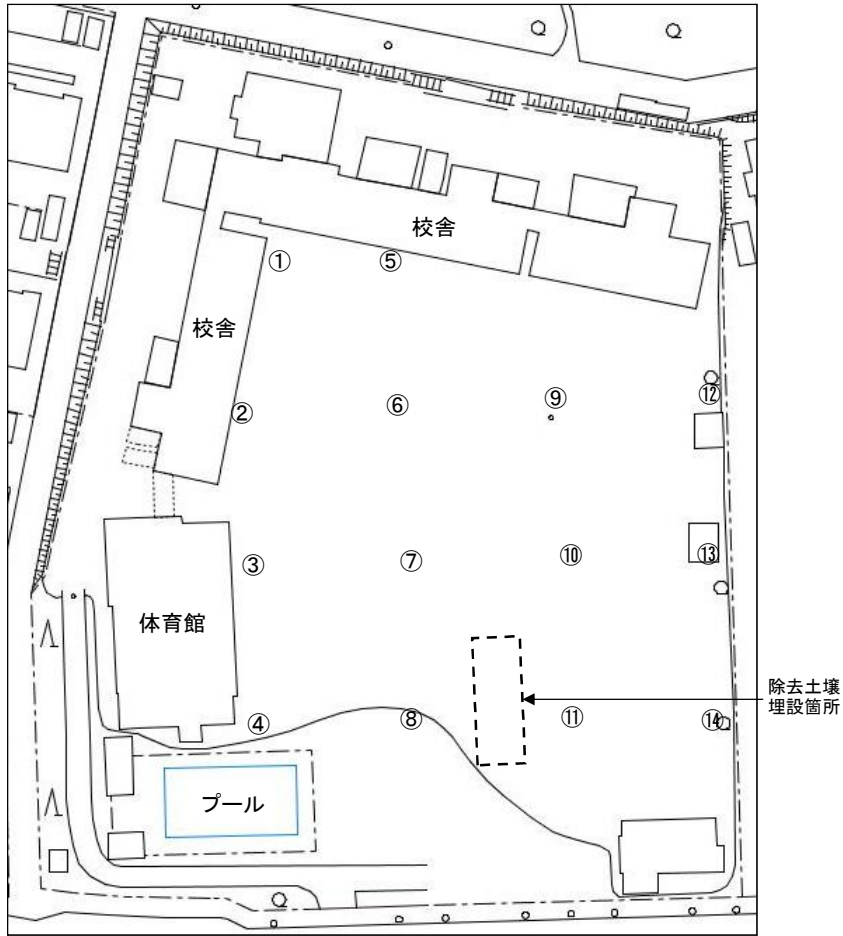 校舎
①
⑤
校舎
②
⑥
⑨
⑫
③
⑦
⑩
⑬
体育館
除去土壌
埋設箇所
④
⑧
⑪
⑭
プール